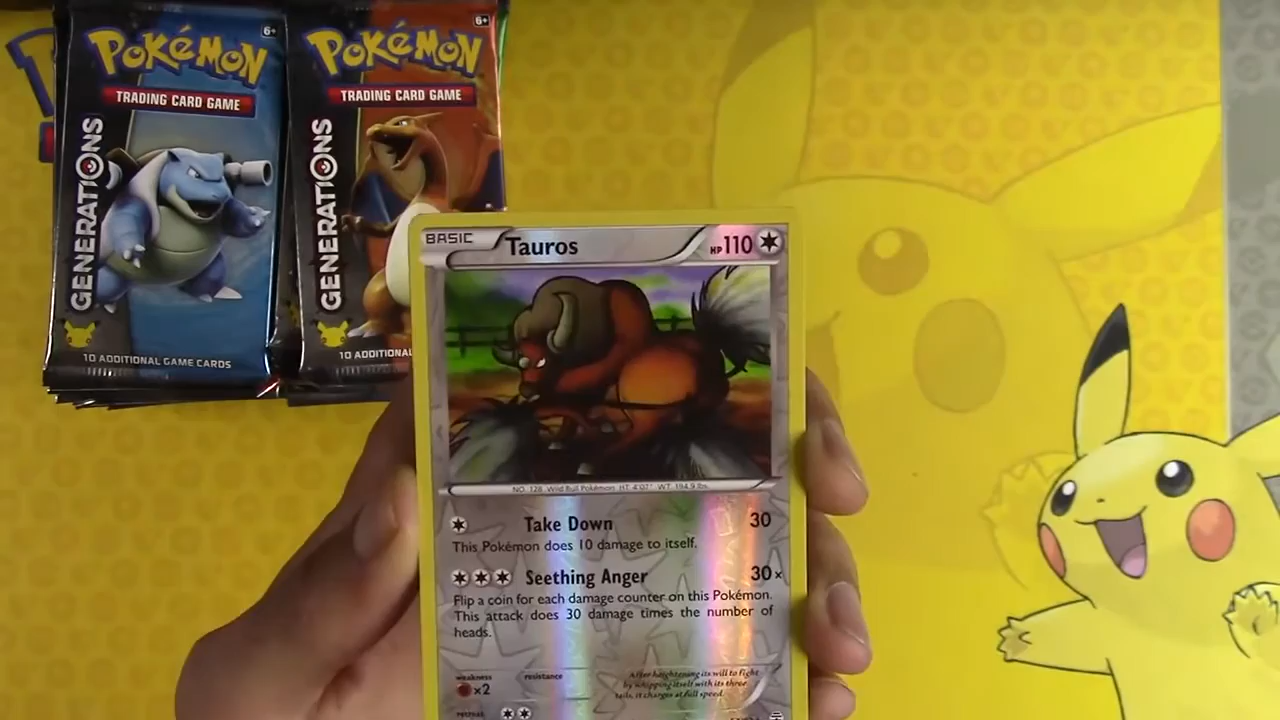 POKéMON
TRADING CARD GAME
GENERATIONS
10 ADDITIONAL GAME CARDS
6+
POKéMON
TRADING CARD GAME
GENERATIONS
10 ADDITIONAL
6+
BASIC
Tauros
HP110
NO. 128 Wild Bull Pokémon HT: 4'07" WT: 194.9 lbs.
Take Down 30
This Pokémon does 10 damage to itself.
Seething Anger 30x
Flip a coin for each damage counter on this Pokémon.
This attack does 30 damage times the number of
heads.
weakness
x2
resistance
After heightening its will to fight
by whipping itself with its three
tails, it charges at full speed.